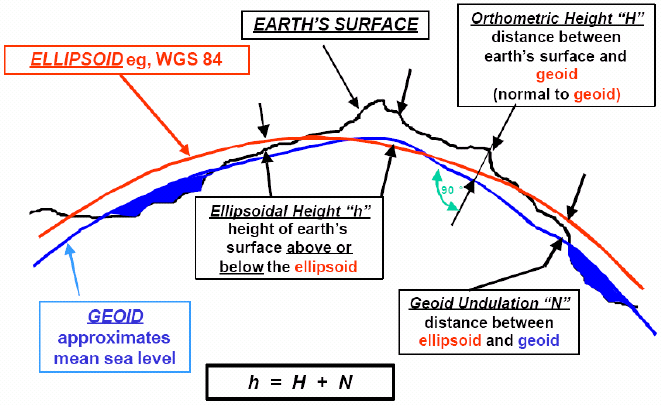 EARTH'S SURFACE
Orthometric Height "H"
distance between
earth's surface and
geoid
(normal to geoid)
ELLIPSOID eg, WGS 84
90 °
Ellipsoidal Height "h"
height of earth's
surface above or
below the ellipsoid
GEOID
approximates
mean sea level
Geoid Undulation "N"
distance between
ellipsoid and geoid
h = H + N